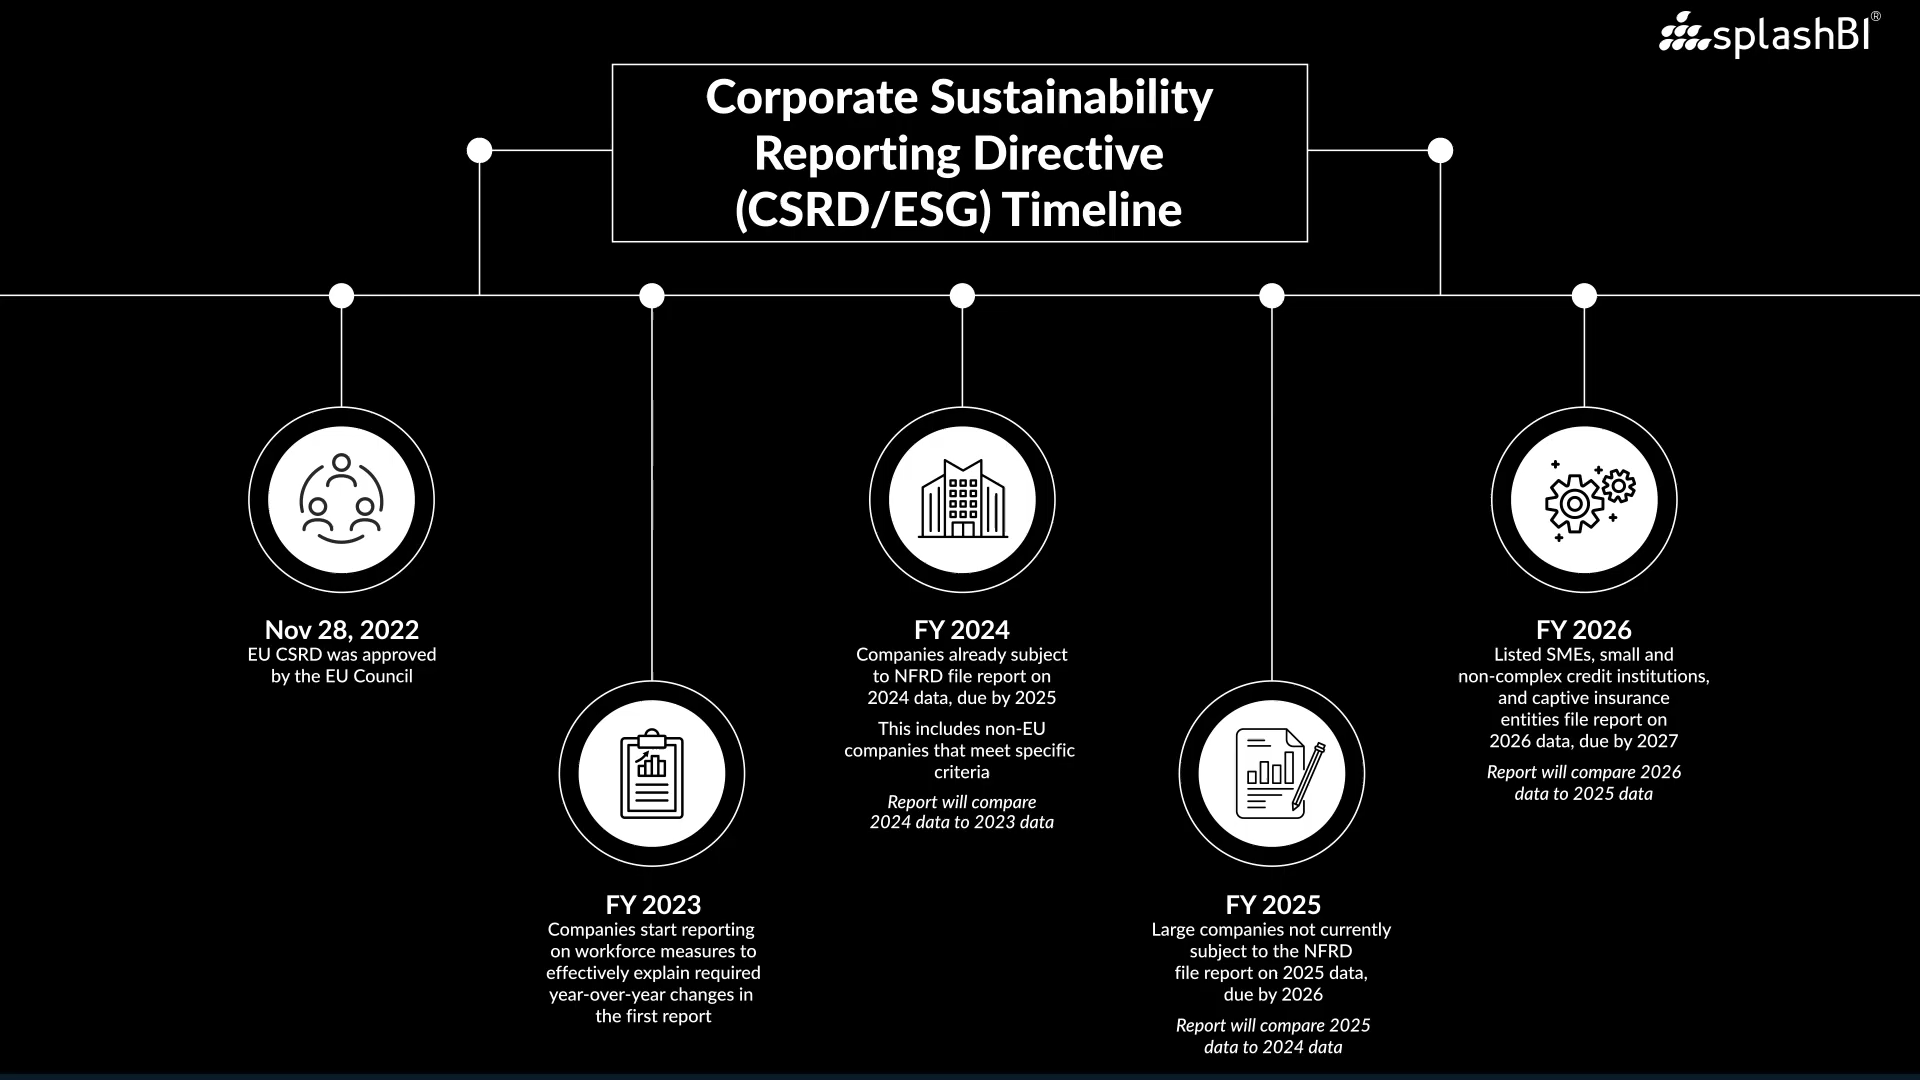 splashBI®
Corporate Sustainability
Reporting Directive
(CSRD/ESG) Timeline
Nov 28, 2022
EU CSRD was approved
by the EU Council
FY 2023
Companies start reporting
on workforce measures to
effectively explain required
year-over-year changes in
the first report
FY 2024
Companies already subject
to NFRD file report on
2024 data, due by 2025
This includes non-EU
companies that meet specific
criteria
Report will compare
2024 data to 2023 data
FY 2025
Large companies not currently
subject to the NFRD
file report on 2025 data,
due by 2026
Report will compare 2025
data to 2024 data
FY 2026
Listed SMEs, small and
non-complex credit institutions,
and captive insurance
entities file report on
2026 data, due by 2027
Report will compare 2026
data to 2025 data